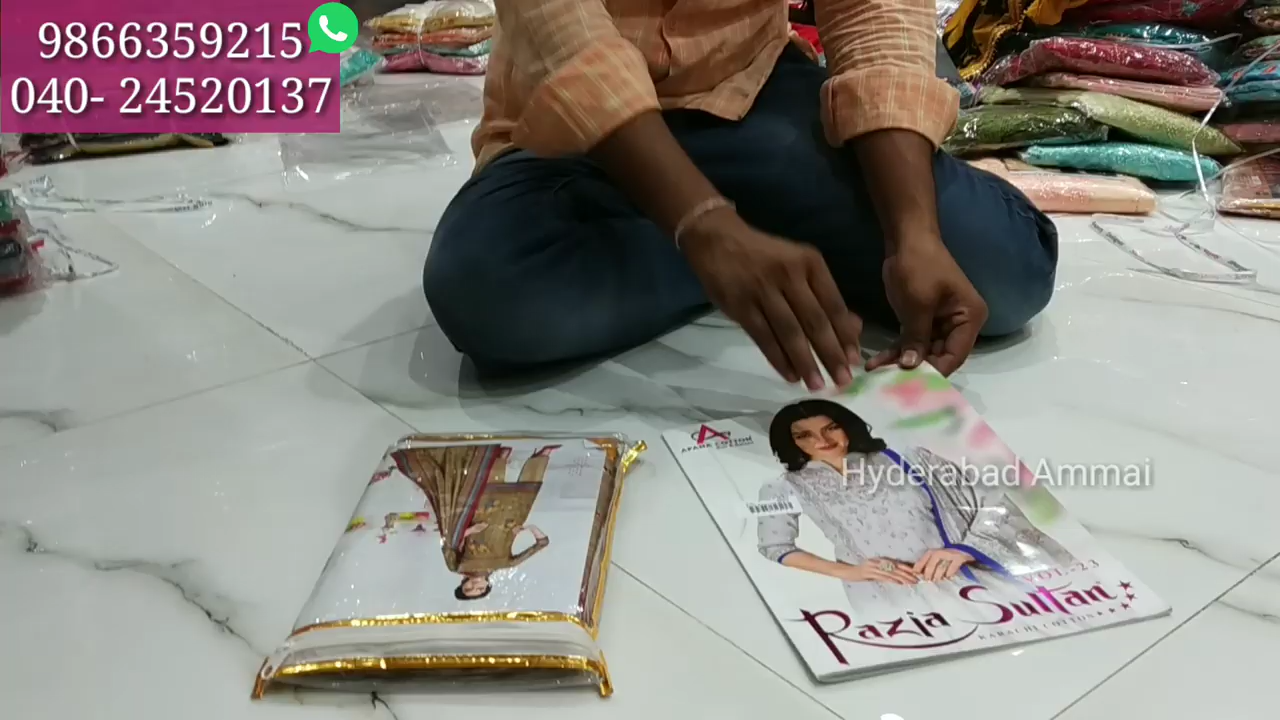 9866359215
040- 24520137
APANA COTTON
Hyderabad Ammai
VOL.-23
Razia Sultan
KARACHI COTTON